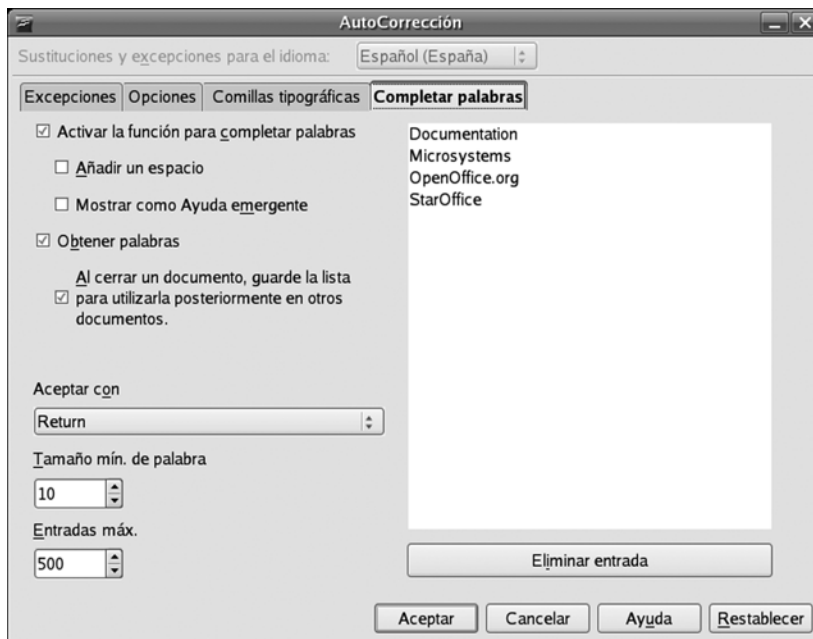 AutoCorrección
Sustituciones y excepciones para el idioma: Español (España)
Excepciones Opciones Comillas tipográficas Completar palabras
Activar la función para completar palabras
Añadir un espacio
Mostrar como Ayuda emergente
Obtener palabras
Al cerrar un documento, guarde la lista
para utilizarla posteriormente en otros
documentos.
Aceptar con
Return
Tamaño mín. de palabra
10
Entradas máx.
500
Documentation
Microsystems
OpenOffice.org
StarOffice
Eliminar entrada
Aceptar Cancelar Ayuda Restablecer